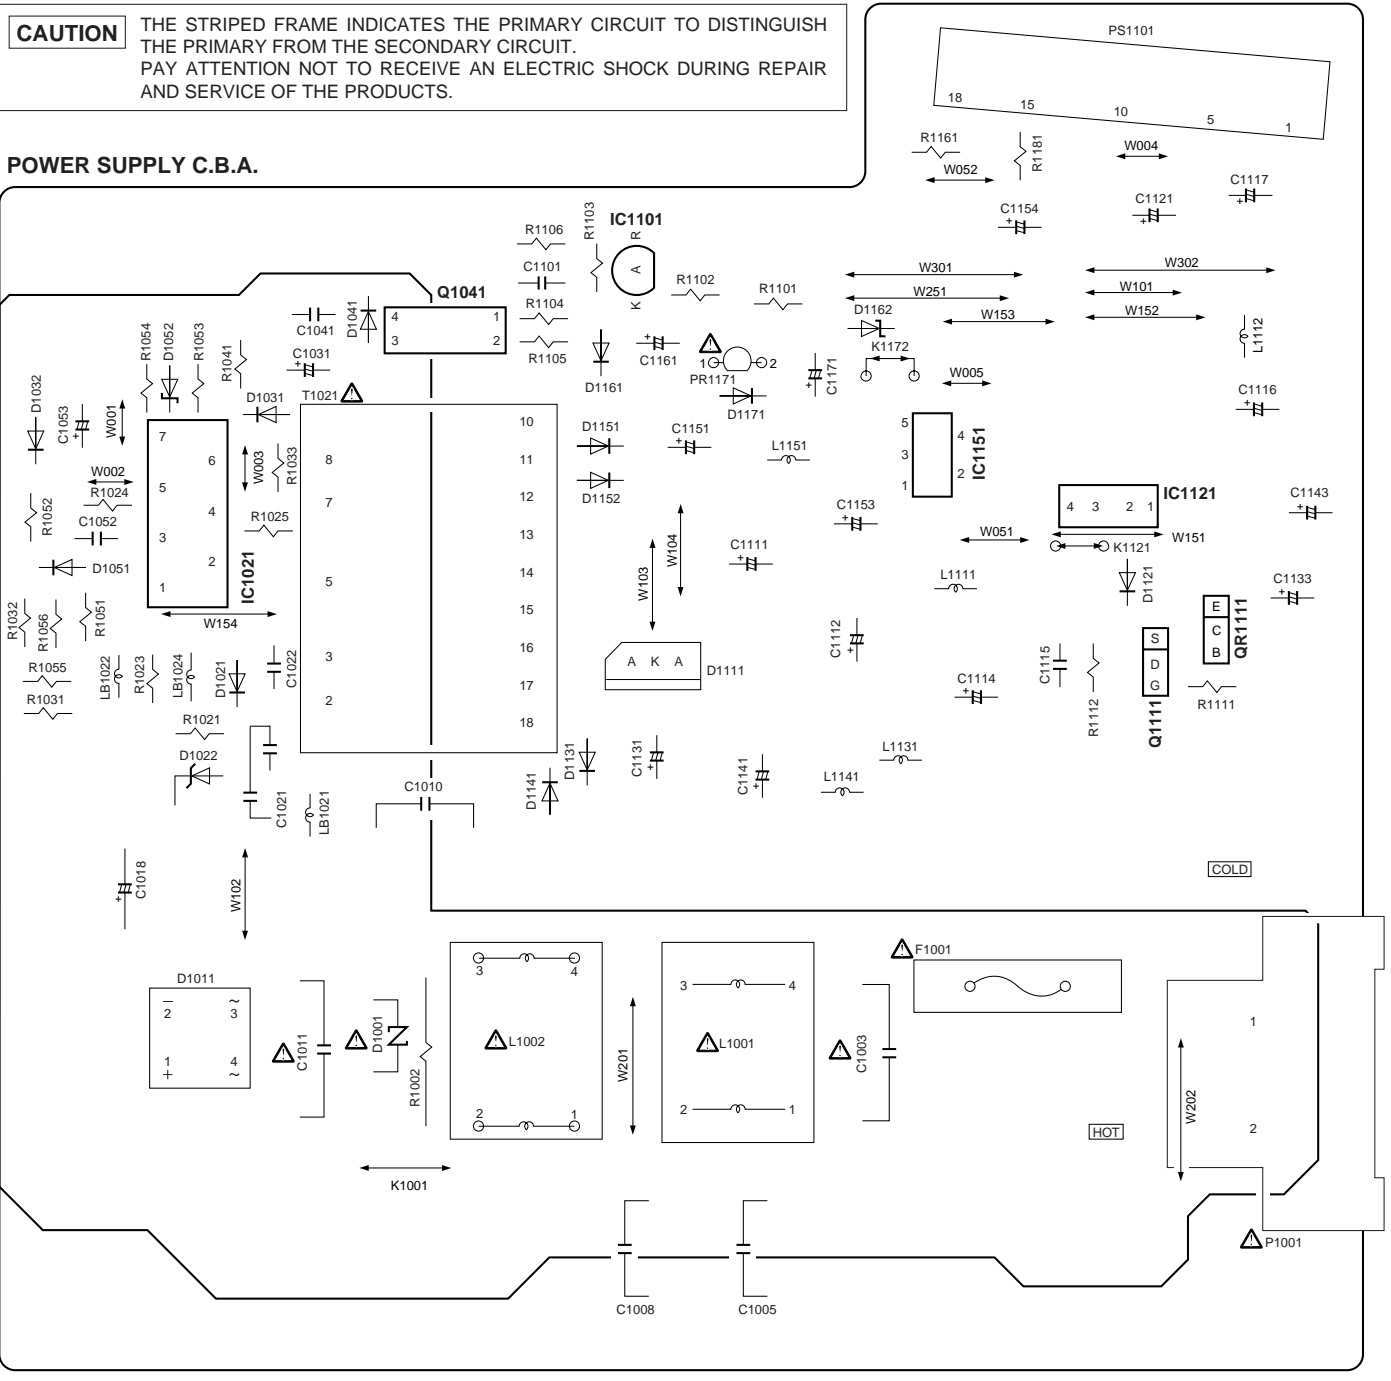 CAUTION
THE STRIPED FRAME INDICATES THE PRIMARY CIRCUIT TO DISTINGUISH
THE PRIMARY FROM THE SECONDARY CIRCUIT.
PAY ATTENTION NOT TO RECEIVE AN ELECTRIC SHOCK DURING REPAIR
AND SERVICE OF THE PRODUCTS.
PS1101
18 15 10 5 1
POWER SUPPLY C.B.A.
R1161
R1181
W004
W052
C1117
C1121
C1154
R1103
IC1101
R
A
K
R1106
C1101
R1102
R1101
W301
W302
W251
W101
W153
W152
Q1041
4 1
3 2
D1041
C1041
R1104
R1105
D1162
K1172
L1112
R1054
D1052
R1053
R1041
C1031
D1161
C1161
1 2
PR1171
C1171
D1171
W005
C1116
D1032
C1053
W001
D1031
T1021
10
11
12
13
14
15
16
17
18
8
7
5
3
2
7
6
5
4
3
2
1
IC1021
W003
R1033
W002
R1024
R1052
C1052
R1025
D1051
D1151
D1152
C1151
L1151
5
4
3
2
1
IC1151
IC1121
4 3 2 1
C1143
C1153
W104
W103
C1111
W051
W151
K1121
D1121
L1111
C1133
R1032
R1056
R1051
W154
E
C
B
QR1111
S
D
G
Q1111
C1112
A K A
D1111
C1115
R1112
R1111
C1114
R1055
R1031
LB1022
R1023
LB1024
D1021
C1022
R1021
D1022
C1021
LB1021
C1010
D1131
D1141
C1131
C1141
L1131
L1141
C1018
W102
COLD
D1011
− ~
2 3
1 4
+ ~
C1011
D1001
R1002
3 4
L1002
2 1
W201
3 4
L1001
2 1
C1003
F1001
1
2
W202
HOT
K1001
P1001
C1008
C1005